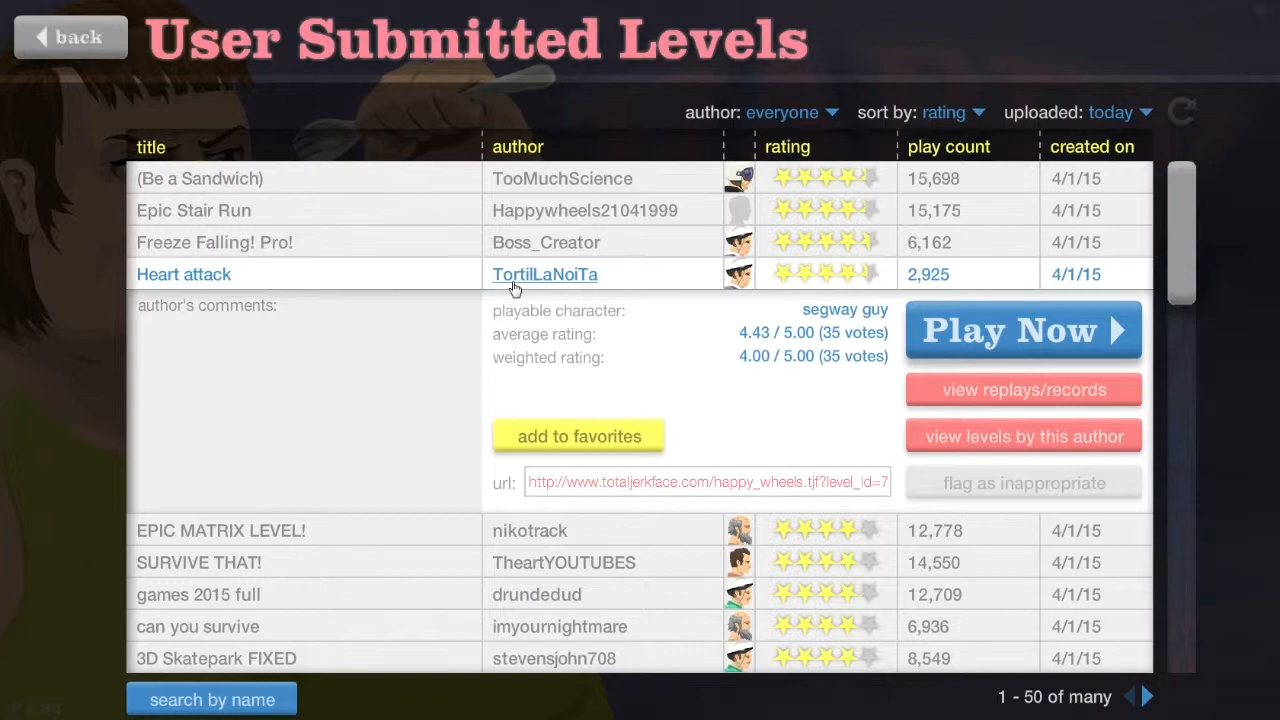 back
User Submitted Levels
author: everyone sort by: rating uploaded: today
title author rating play count created on
(Be a Sandwich) TooMuchScience 15,698 4/1/15
Epic Stair Run Happywheels21041999 15,175 4/1/15
Freeze Falling! Pro! Boss_Creator 6,162 4/1/15
Heart attack TortilLaNoiTa 2,925 4/1/15
author's comments: playable character: segway guy Play Now
average rating: 4.43 / 5.00 (35 votes)
weighted rating: 4.00 / 5.00 (35 votes)
view replays/records
add to favorites view levels by this author
url: http://www.totaljerkface.com/happy_wheels.tjf?level_id=7 flag as inappropriate
EPIC MATRIX LEVEL! nikotrack 12,778 4/1/15
SURVIVE THAT! TheartYOUTUBES 14,550 4/1/15
games 2015 full drundedud 12,709 4/1/15
can you survive imyournightmare 6,936 4/1/15
3D Skatepark FIXED stevensjohn708 8,549 4/1/15
search by name 1 - 50 of many